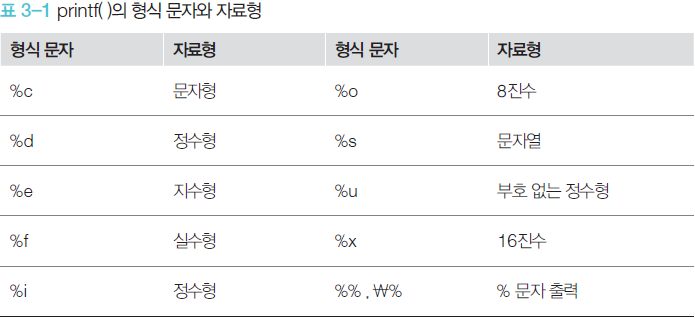 표 3-1 printf( )의 형식 문자와 자료형
형식 문자 자료형 형식 문자 자료형
%c 문자형 %o 8진수
%d 정수형 %s 문자열
%e 지수형 %u 부호 없는 정수형
%f 실수형 %x 16진수
%i 정수형 %% , ₩% % 문자 출력